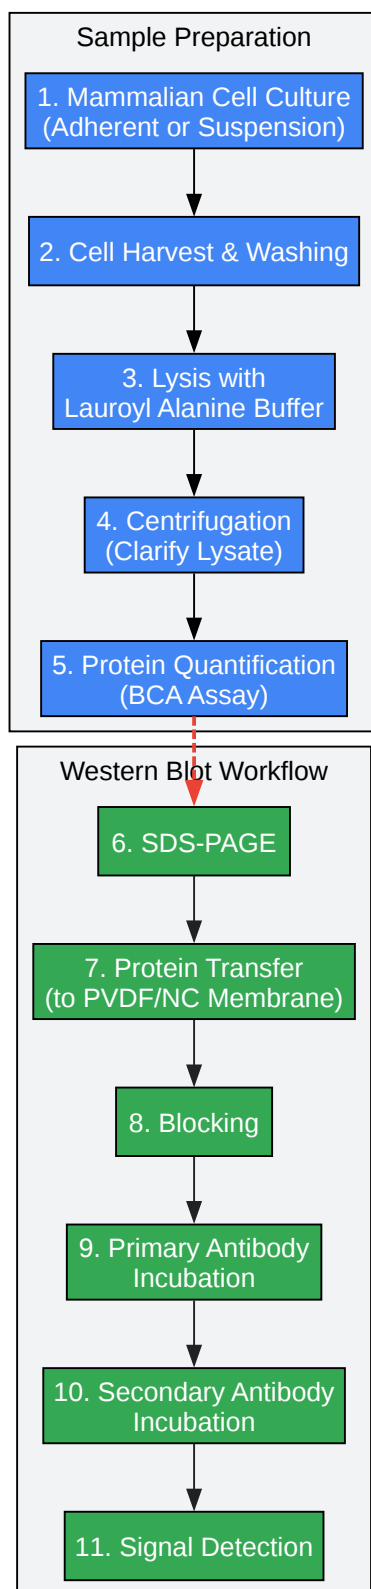 Sample Preparation
1. Mammalian Cell Culture
(Adherent or Suspension)
2. Cell Harvest & Washing
3. Lysis with
Lauroyl Alanine Buffer
4. Centrifugation
(Clarify Lysate)
5. Protein Quantification
(BCA Assay)
Western Blot Workflow
6. SDS-PAGE
7. Protein Transfer
(to PVDF/NC Membrane)
8. Blocking
9. Primary Antibody
Incubation
10. Secondary Antibody
Incubation
11. Signal Detection